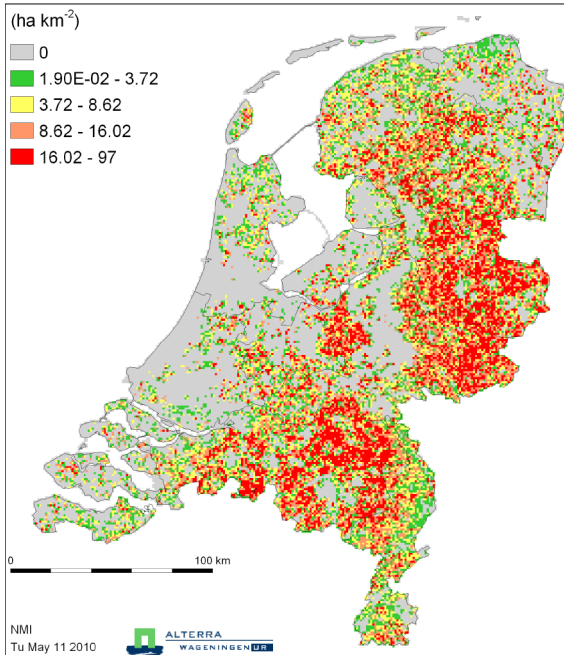 (ha km-2)
0
1.90E-02 - 3.72
3.72 - 8.62
8.62 - 16.02
16.02 - 97
0 100 km
NMI
Tu May 11 2010
ALTERRA
WAGENINGEN UR